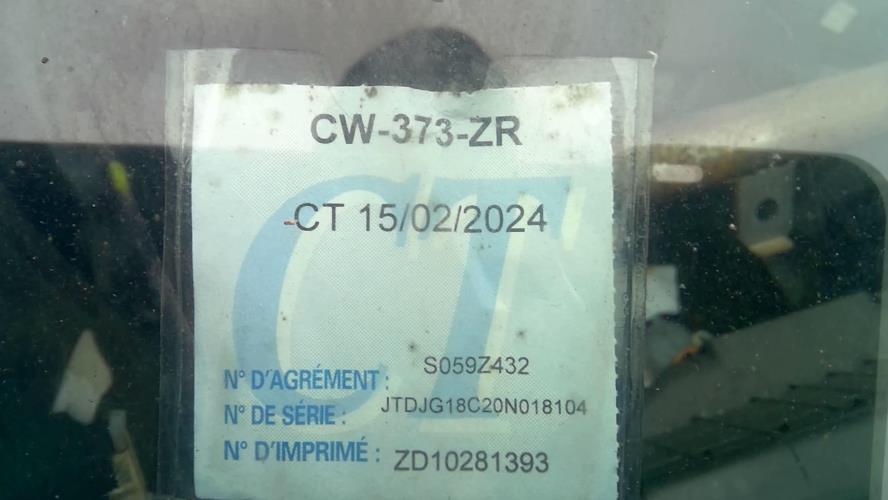 CW-373-ZR
CT 15/02/2024
CT
N° D'AGRÉMENT : S059Z432
N° DE SÉRIE : JTDJG18C20N018104
N° D'IMPRIMÉ : ZD10281393